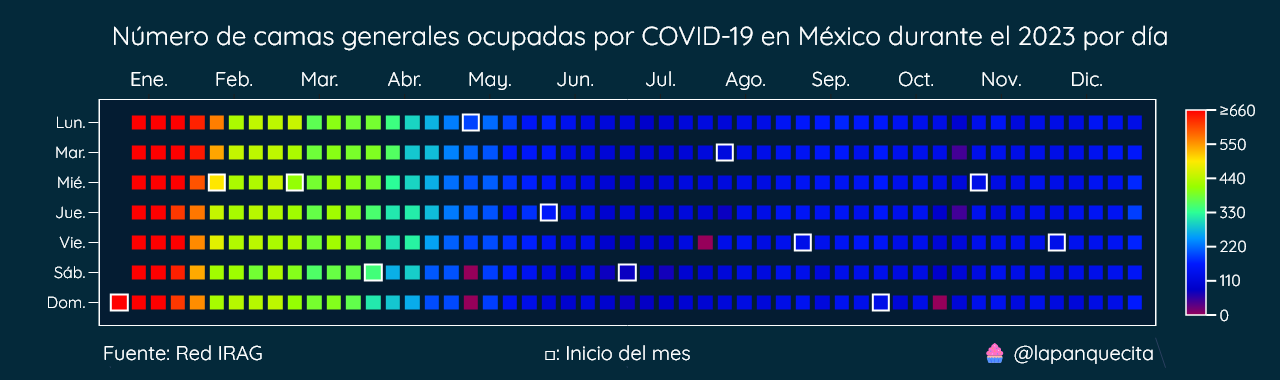 Número de camas generales ocupadas por COVID-19 en México durante el 2023 por día
Ene. Feb. Mar. Abr. May. Jun. Jul. Ago. Sep. Oct. Nov. Dic.
Lun.
Mar.
Mié.
Jue.
Vie.
Sáb.
Dom.
≥660
550
440
330
220
110
0
Fuente: Red IRAG
□: Inicio del mes
@lapanquecita